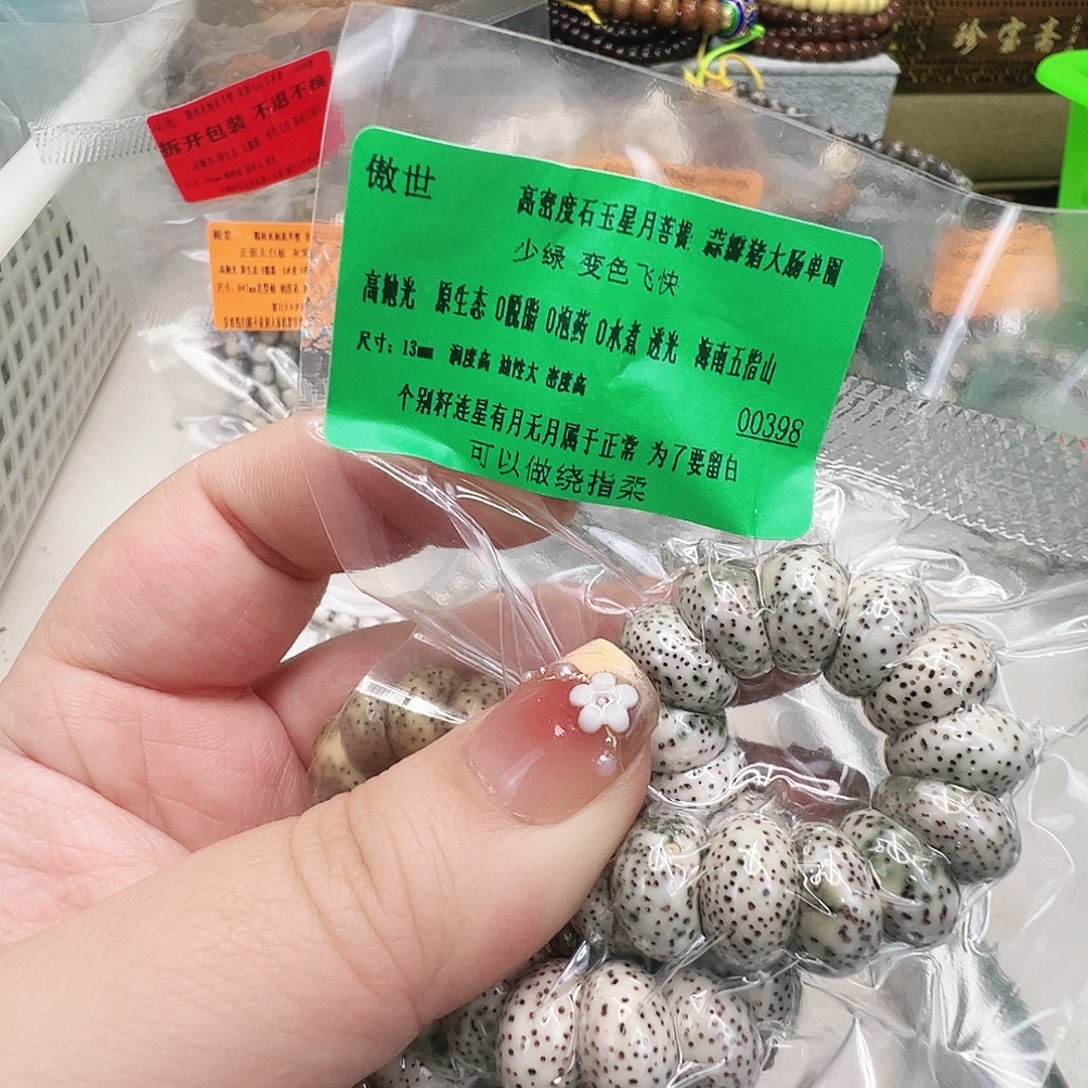 珍宝斋
拆开包装 不退不换
傲世
高密度石玉星月菩提 蒜瓣猪大肠单圈
少绿 变色飞快
高抛光 原生态 0脱脂 0泡药 0水煮 透光 海南五指山
尺寸:13mm 润度高 油性大 密度高
00398
个别籽连星有月无月属于正常 为了要留白
可以做绕指柔